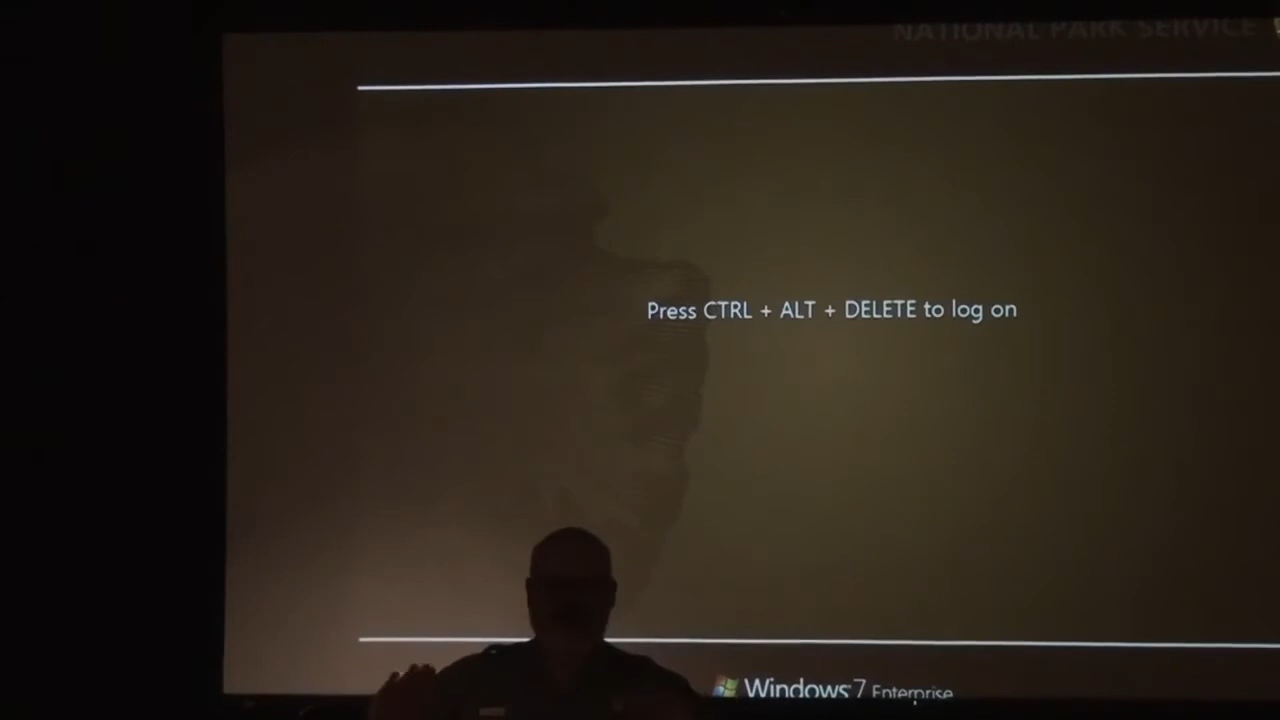 NATIONAL PARK SERVICE
Press CTRL + ALT + DELETE to log on
Windows 7 Enterprise